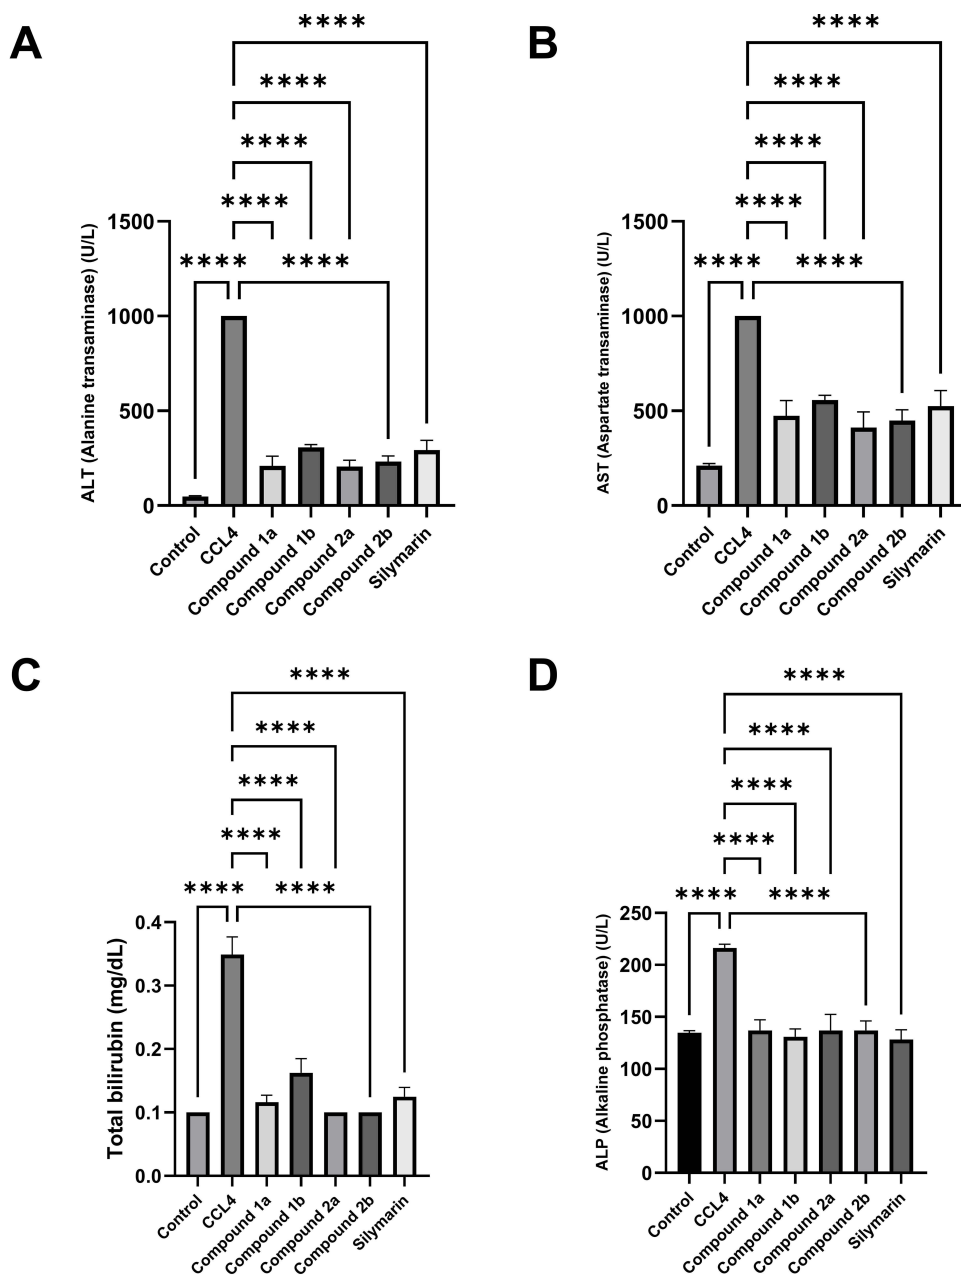 A
****
****
****
****
****
****
ALT (Alanine transaminase) (U/L)
1500
1000
500
0
Control
CCL4
Compound 1a
Compound 1b
Compound 2a
Compound 2b
Silymarin
B
****
****
****
****
****
****
AST (Aspartate transaminase) (U/L)
1500
1000
500
0
Control
CCL4
Compound 1a
Compound 1b
Compound 2a
Compound 2b
Silymarin
C
****
****
****
****
****
****
Total bilirubin (mg/dL)
0.4
0.3
0.2
0.1
0.0
Control
CCL4
Compound 1a
Compound 1b
Compound 2a
Compound 2b
Silymarin
D
****
****
****
****
****
****
ALP (Alkaline phosphatase) (U/L)
250
200
150
100
50
0
Control
CCL4
Compound 1a
Compound 1b
Compound 2a
Compound 2b
Silymarin